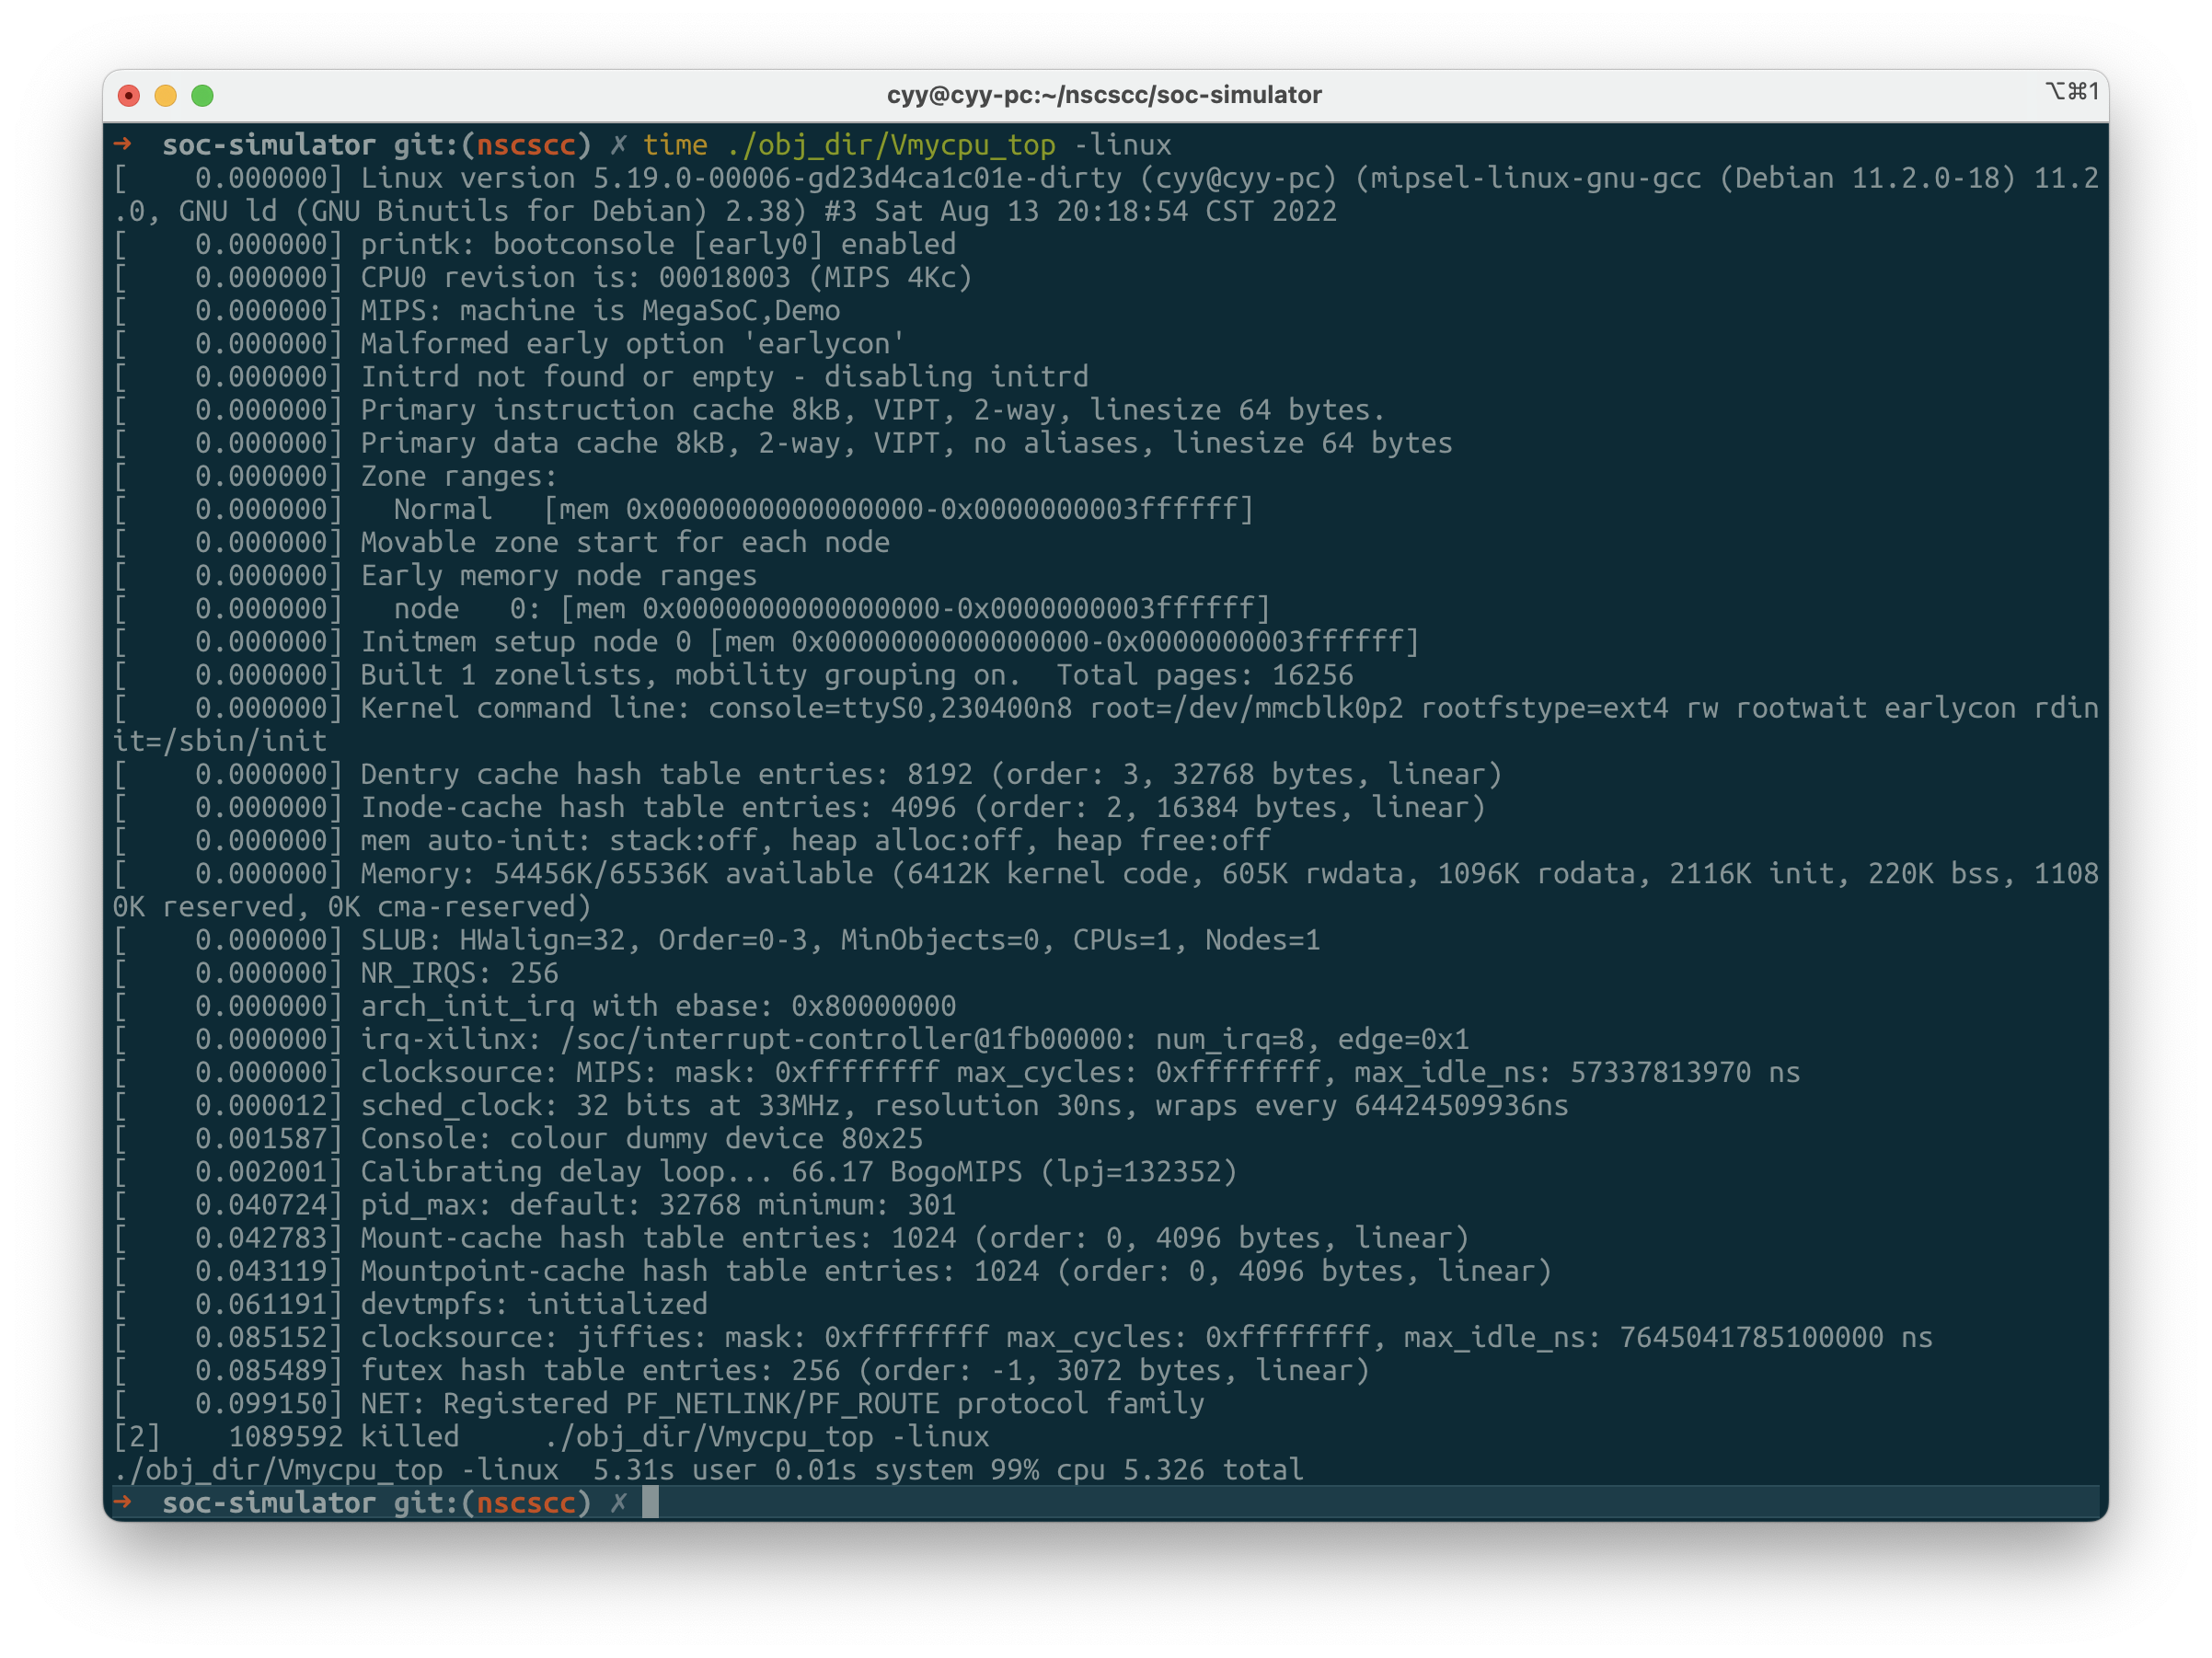 cyy@cyy-pc:~/nscscc/soc-simulator
⌥⌘1
➜  soc-simulator git:(nscscc) ✗ time ./obj_dir/Vmycpu_top -linux
[    0.000000] Linux version 5.19.0-00006-gd23d4ca1c01e-dirty (cyy@cyy-pc) (mipsel-linux-gnu-gcc (Debian 11.2.0-18) 11.2
.0, GNU ld (GNU Binutils for Debian) 2.38) #3 Sat Aug 13 20:18:54 CST 2022
[    0.000000] printk: bootconsole [early0] enabled
[    0.000000] CPU0 revision is: 00018003 (MIPS 4Kc)
[    0.000000] MIPS: machine is MegaSoC,Demo
[    0.000000] Malformed early option 'earlycon'
[    0.000000] Initrd not found or empty - disabling initrd
[    0.000000] Primary instruction cache 8kB, VIPT, 2-way, linesize 64 bytes.
[    0.000000] Primary data cache 8kB, 2-way, VIPT, no aliases, linesize 64 bytes
[    0.000000] Zone ranges:
[    0.000000]   Normal   [mem 0x0000000000000000-0x0000000003ffffff]
[    0.000000] Movable zone start for each node
[    0.000000] Early memory node ranges
[    0.000000]   node   0: [mem 0x0000000000000000-0x0000000003ffffff]
[    0.000000] Initmem setup node 0 [mem 0x0000000000000000-0x0000000003ffffff]
[    0.000000] Built 1 zonelists, mobility grouping on.  Total pages: 16256
[    0.000000] Kernel command line: console=ttyS0,230400n8 root=/dev/mmcblk0p2 rootfstype=ext4 rw rootwait earlycon rdin
it=/sbin/init
[    0.000000] Dentry cache hash table entries: 8192 (order: 3, 32768 bytes, linear)
[    0.000000] Inode-cache hash table entries: 4096 (order: 2, 16384 bytes, linear)
[    0.000000] mem auto-init: stack:off, heap alloc:off, heap free:off
[    0.000000] Memory: 54456K/65536K available (6412K kernel code, 605K rwdata, 1096K rodata, 2116K init, 220K bss, 1108
0K reserved, 0K cma-reserved)
[    0.000000] SLUB: HWalign=32, Order=0-3, MinObjects=0, CPUs=1, Nodes=1
[    0.000000] NR_IRQS: 256
[    0.000000] arch_init_irq with ebase: 0x80000000
[    0.000000] irq-xilinx: /soc/interrupt-controller@1fb00000: num_irq=8, edge=0x1
[    0.000000] clocksource: MIPS: mask: 0xffffffff max_cycles: 0xffffffff, max_idle_ns: 57337813970 ns
[    0.000012] sched_clock: 32 bits at 33MHz, resolution 30ns, wraps every 64424509936ns
[    0.001587] Console: colour dummy device 80x25
[    0.002001] Calibrating delay loop... 66.17 BogoMIPS (lpj=132352)
[    0.040724] pid_max: default: 32768 minimum: 301
[    0.042783] Mount-cache hash table entries: 1024 (order: 0, 4096 bytes, linear)
[    0.043119] Mountpoint-cache hash table entries: 1024 (order: 0, 4096 bytes, linear)
[    0.061191] devtmpfs: initialized
[    0.085152] clocksource: jiffies: mask: 0xffffffff max_cycles: 0xffffffff, max_idle_ns: 7645041785100000 ns
[    0.085489] futex hash table entries: 256 (order: -1, 3072 bytes, linear)
[    0.099150] NET: Registered PF_NETLINK/PF_ROUTE protocol family
[2]    1089592 killed     ./obj_dir/Vmycpu_top -linux
./obj_dir/Vmycpu_top -linux  5.31s user 0.01s system 99% cpu 5.326 total
➜  soc-simulator git:(nscscc) ✗